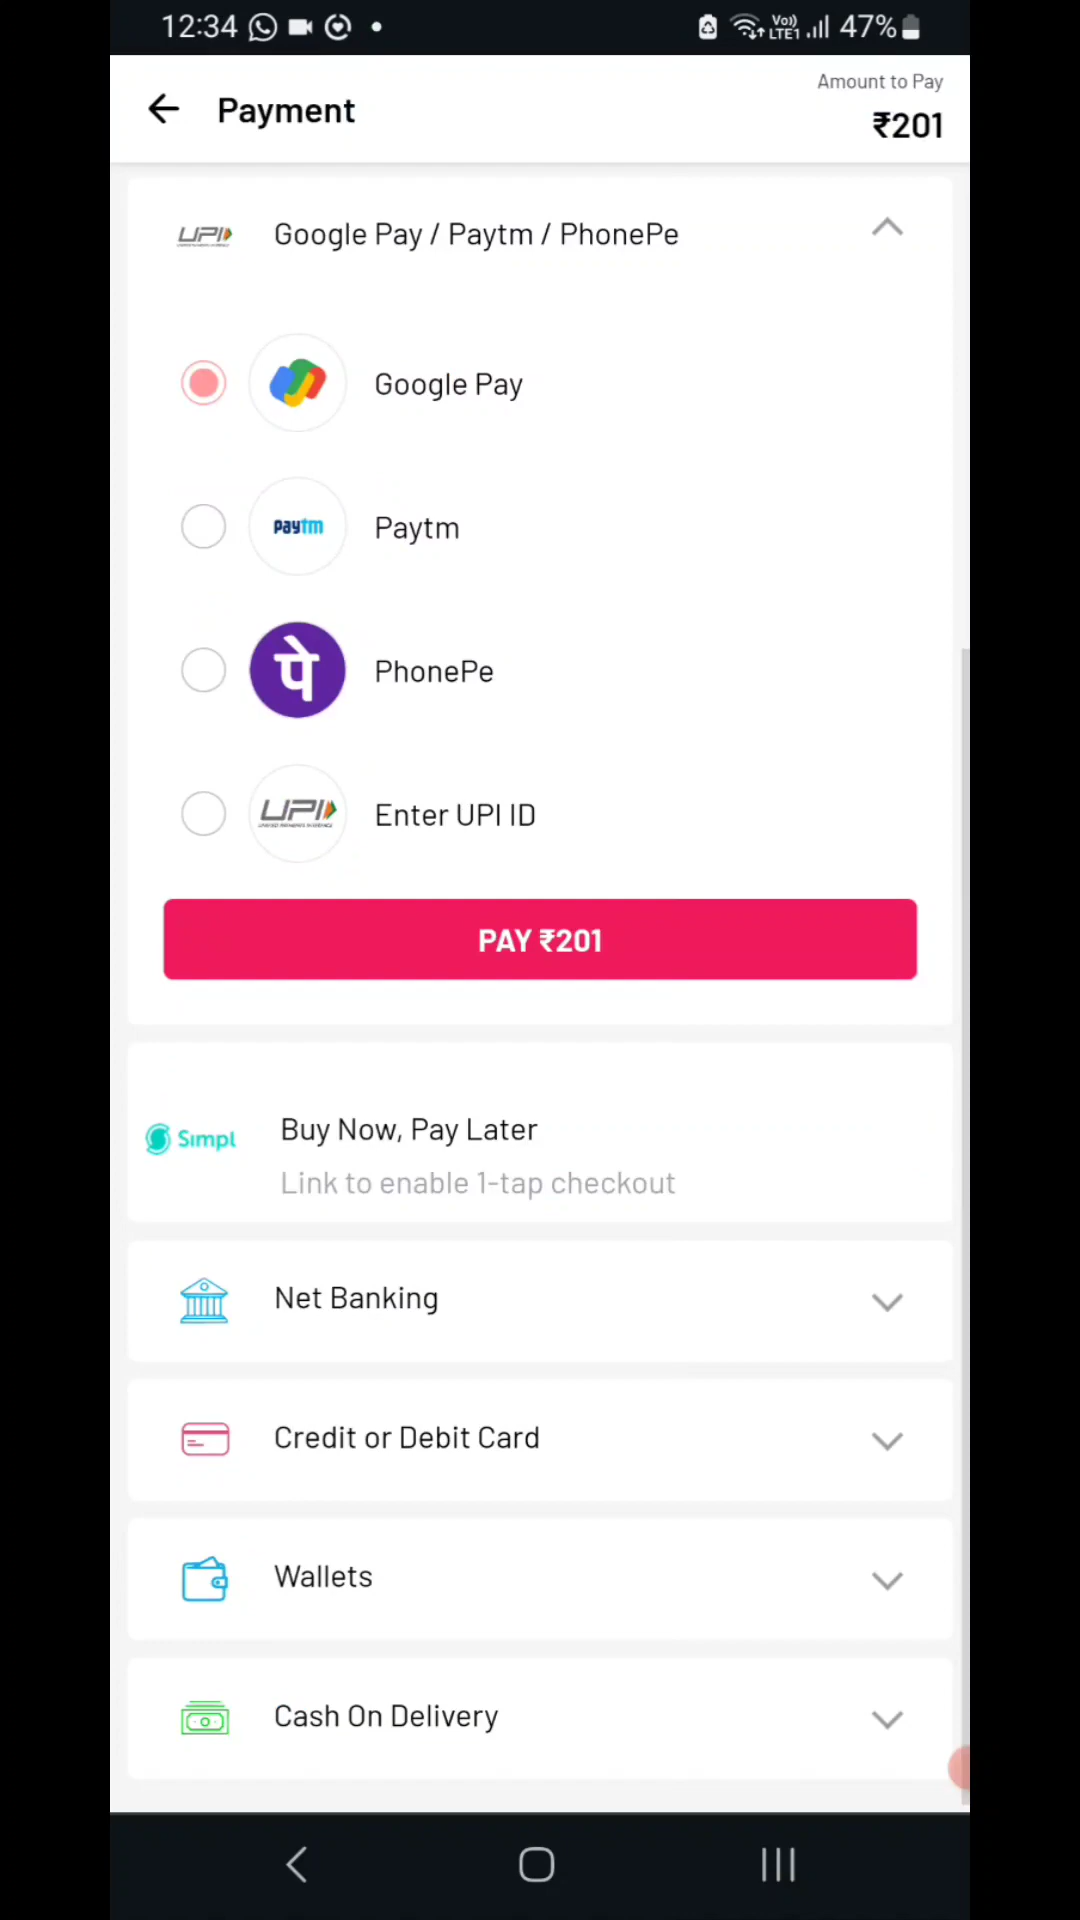 12:34 Vo)) LTE1 47%
Amount to Pay
Payment
₹201
UPI Google Pay / Paytm / PhonePe
Google Pay
paytm Paytm
पे PhonePe
UPI Enter UPI ID
PAY ₹201
Buy Now, Pay Later
Simpl
Link to enable 1-tap checkout
Net Banking
Credit or Debit Card
Wallets
Cash On Delivery